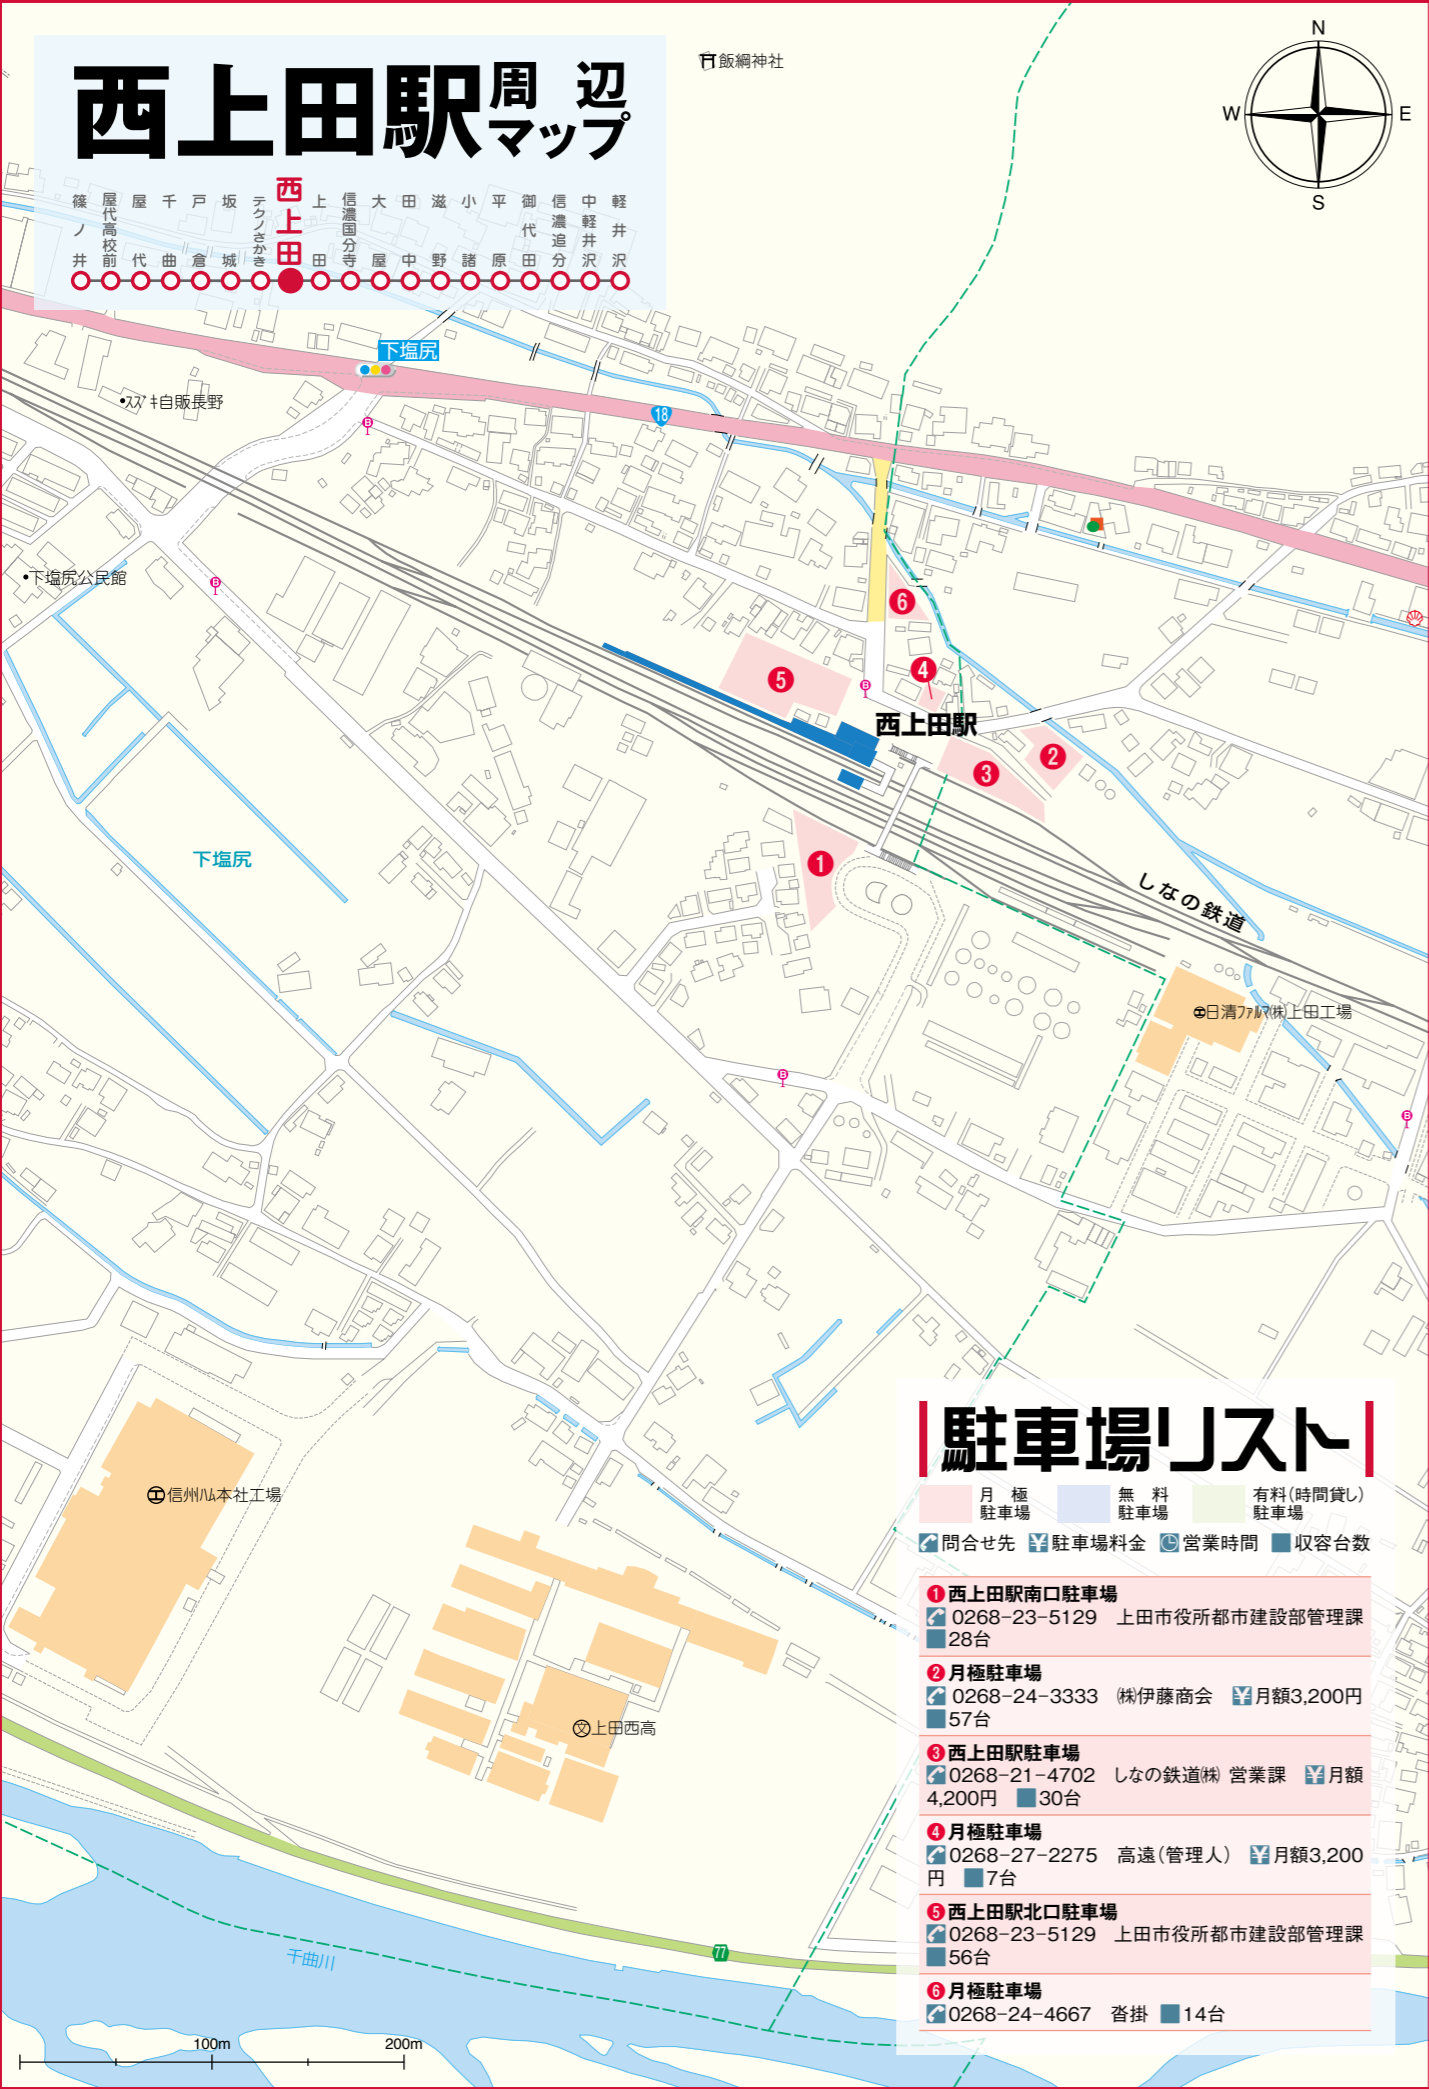 西上田駅周辺マップ
篠ノ井
屋代高校前
屋代
千曲
戸倉
坂城
テクノさかき
西上田
上田
信濃国分寺
大屋
田中
滋野
小諸
平原
御代田
信濃追分
中軽井沢
軽井沢
飯綱神社
N
W
E
S
下塩尻
スズキ自販長野
18
B
下塩尻公民館
B
6
5
4
B
西上田駅
2
3
1
下塩尻
しなの鉄道
日清ファルマ㈱上田工場
B
B
工信州ハム本社工場
文上田西高
77
千曲川
100m
200m
駐車場リスト
月極駐車場
無料駐車場
有料(時間貸し)駐車場
問合せ先 ¥駐車場料金 営業時間 収容台数
1西上田駅南口駐車場
0268-23-5129 上田市役所都市建設部管理課
28台
2月極駐車場
0268-24-3333 ㈱伊藤商会 ¥月額3,200円
57台
3西上田駅駐車場
0268-21-4702 しなの鉄道㈱ 営業課 ¥月額
4,200円 30台
4月極駐車場
0268-27-2275 高遠(管理人) ¥月額3,200
円 7台
5西上田駅北口駐車場
0268-23-5129 上田市役所都市建設部管理課
56台
6月極駐車場
0268-24-4667 沓掛 14台